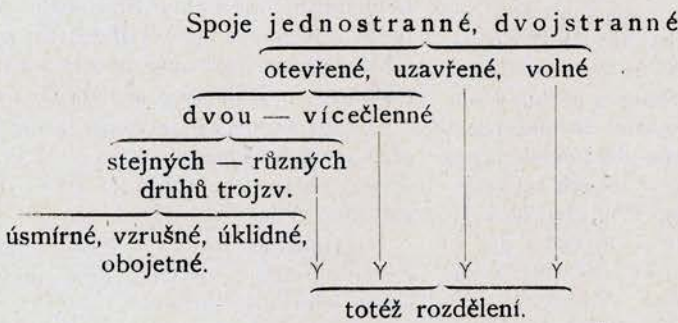 Spoje jednostranné, dvojstranné
otevřené, uzavřené, volné
dvou — vícečlenné
stejných — různých
druhů trojzv.
úsmírné, vzrušné, úklidné,
obojetné.
totéž rozdělení.